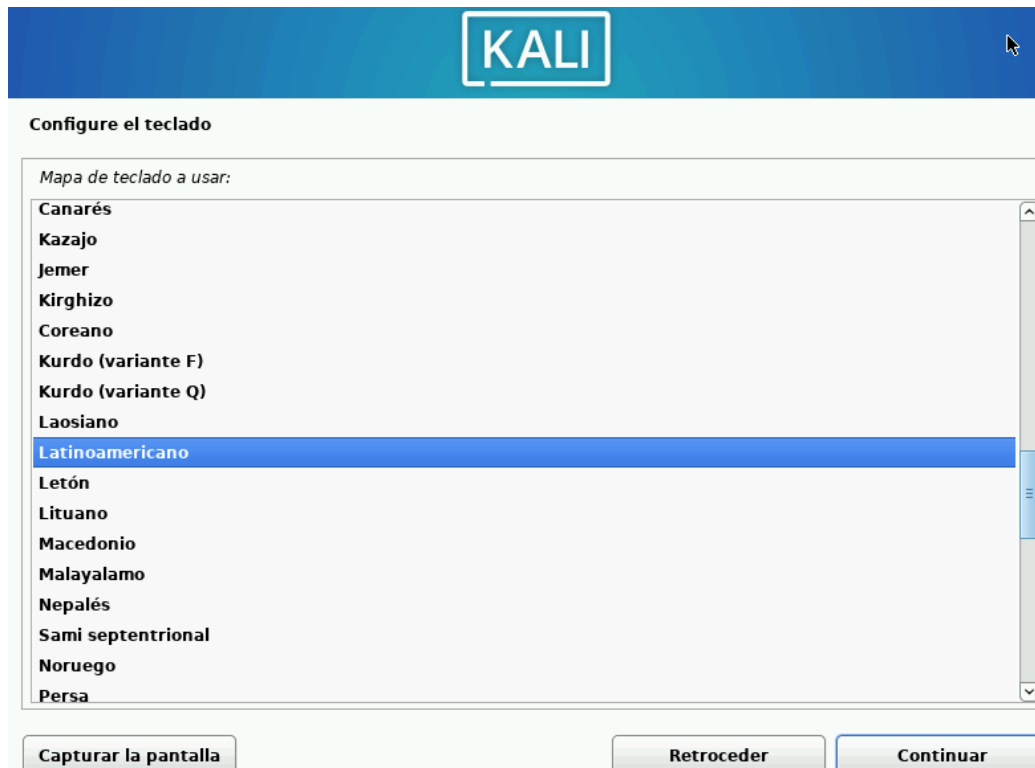 KALI
Configure el teclado
Mapa de teclado a usar:
Canarés
Kazajo
Jemer
Kirghizo
Coreano
Kurdo (variante F)
Kurdo (variante Q)
Laosiano
Latinoamericano
Letón
Lituano
Macedonio
Malayalamo
Nepalés
Sami septentrional
Noruego
Persa
Capturar la pantalla Retroceder Continuar